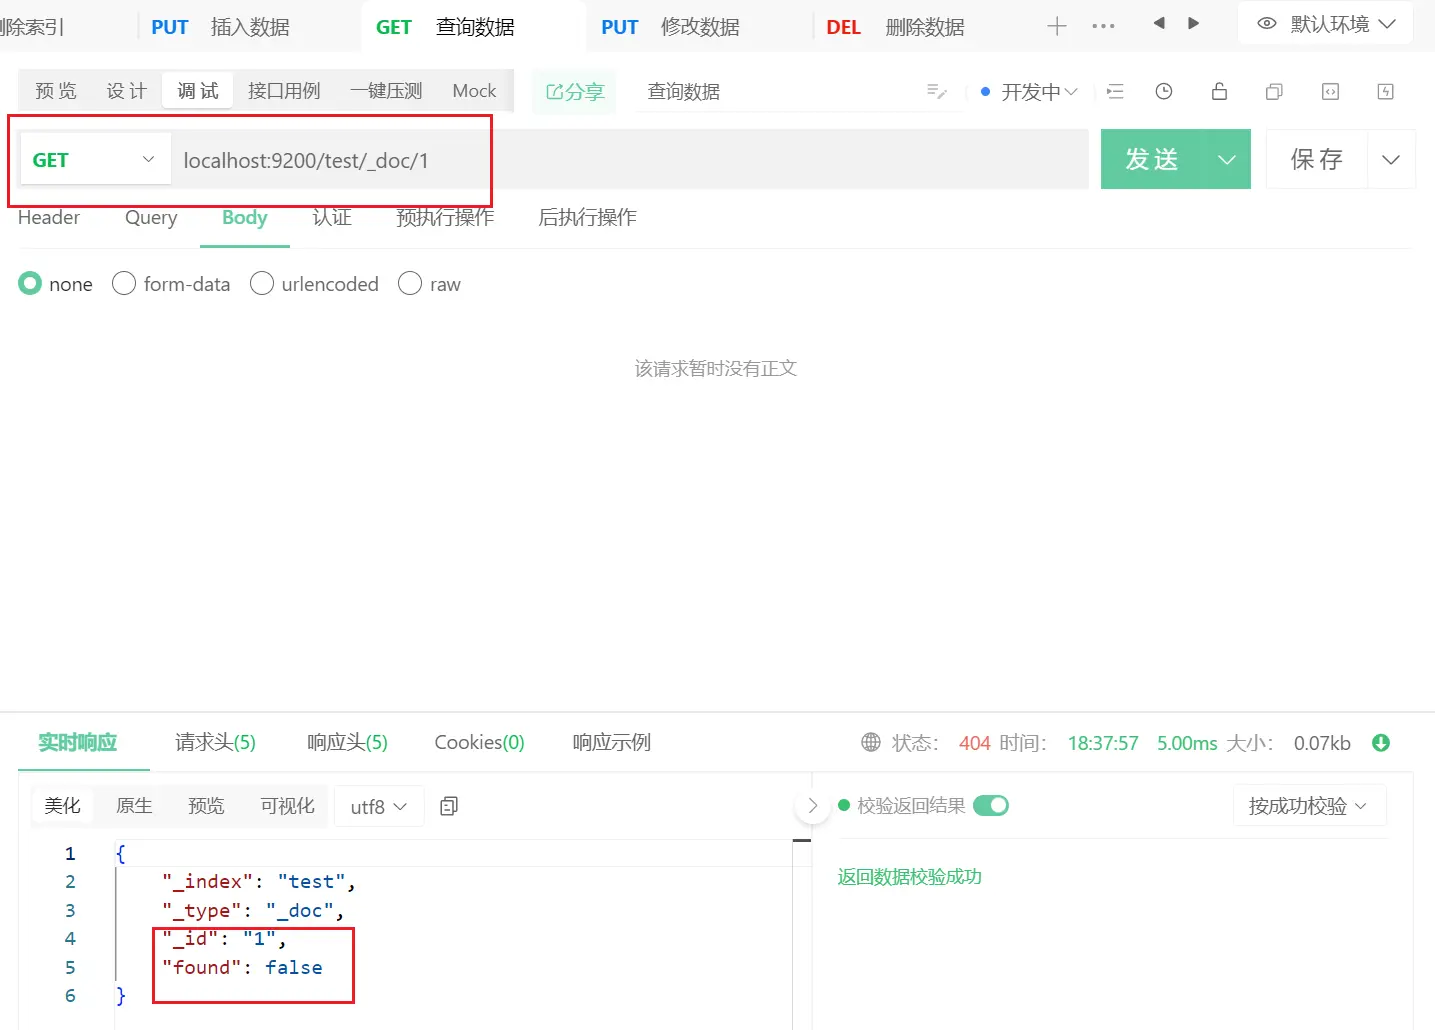 删除索引 PUT 插入数据 GET 查询数据 PUT 修改数据 DEL 删除数据 默认环境
预 览 设 计 调 试 接口用例 一键压测 Mock 分享 查询数据 开发中
GET localhost:9200/test/_doc/1 发 送 保 存
Header Query Body 认证 预执行操作 后执行操作
none form-data urlencoded raw
该请求暂时没有正文
实时响应 请求头(5) 响应头(5) Cookies(0) 响应示例 状态： 404 时间： 18:37:57 5.00ms 大小： 0.07kb
美化 原生 预览 可视化 utf8 校验返回结果 按成功校验
1 {
2 "_index": "test",
3 "_type": "_doc",
4 "_id": "1",
5 "found": false
6 }
返回数据校验成功